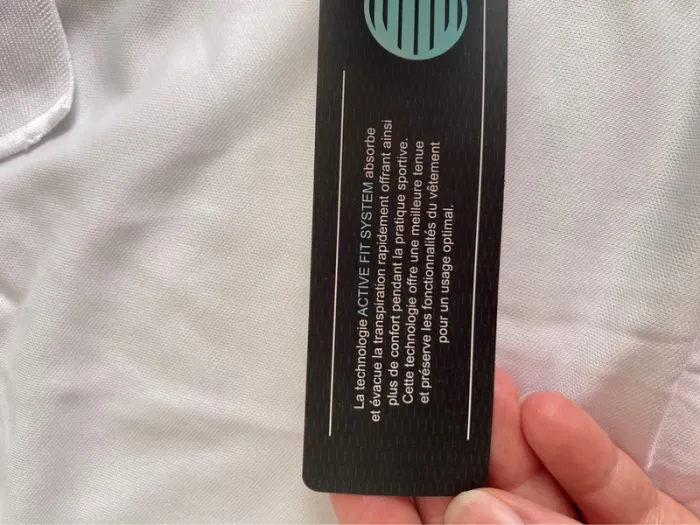 La technologie ACTIVE FIT SYSTEM absorbe
et évacue la transpiration rapidement offrant ainsi
plus de confort pendant la pratique sportive.
Cette technologie offre une meilleure tenue
et préserve les fonctionnalités du vêtement
pour un usage optimal.